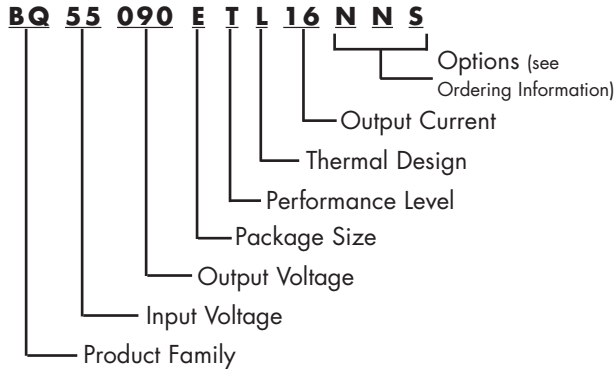 BQ 55 090 E T L 16 N N S
Options (see
Ordering Information)
Output Current
Thermal Design
Performance Level
Package Size
Output Voltage
Input Voltage
Product Family